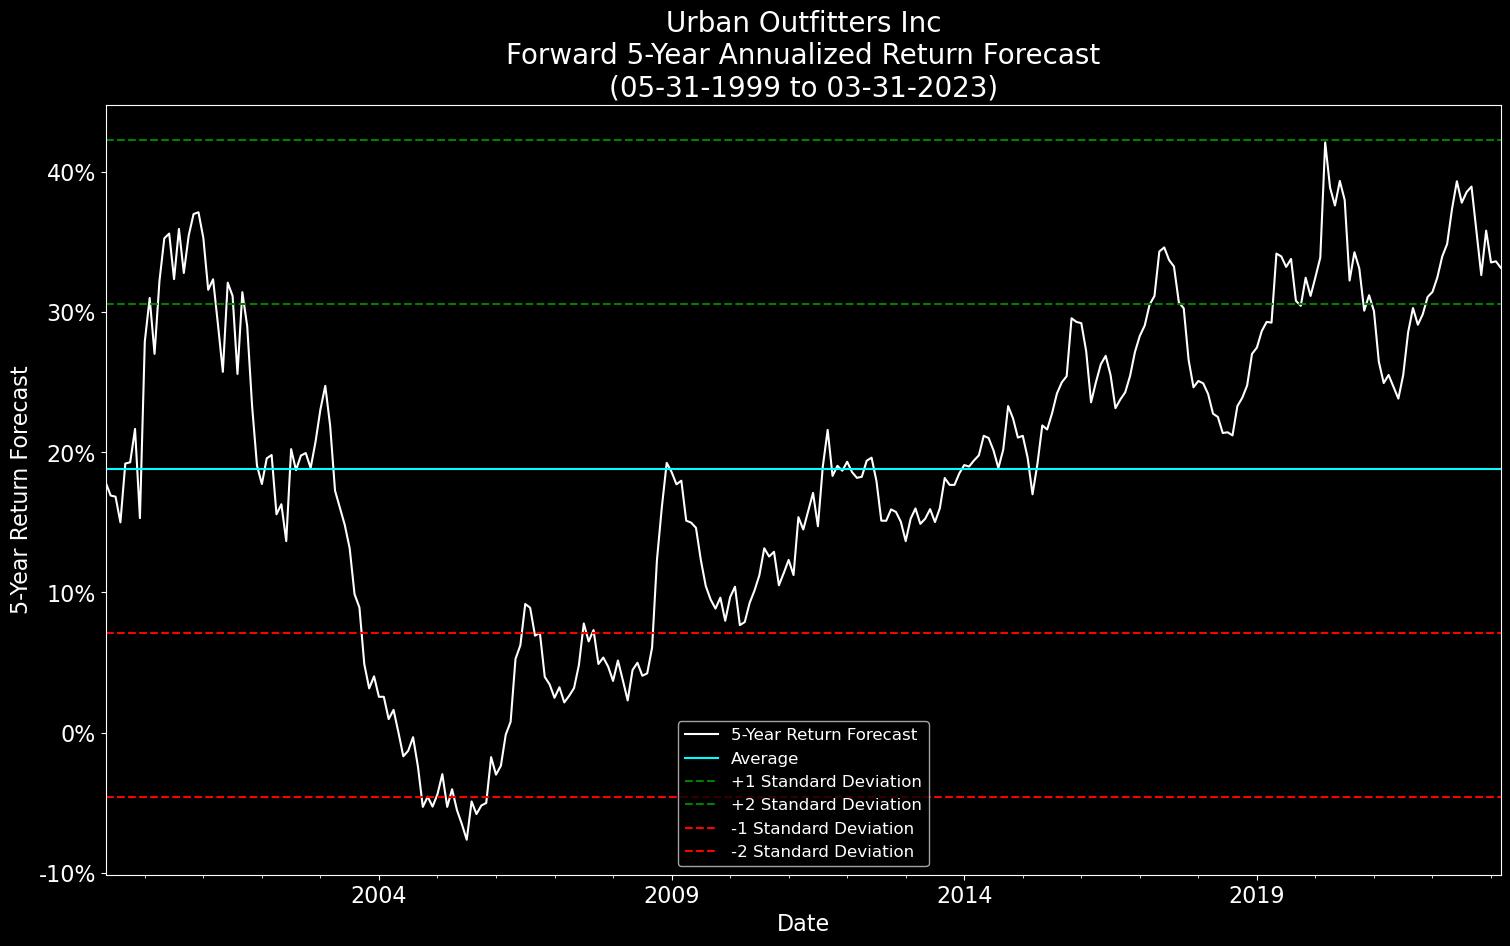 Urban Outfitters Inc
Forward 5-Year Annualized Return Forecast
(05-31-1999 to 03-31-2023)
5-Year Return Forecast
40%
30%
20%
10%
0%
-10%
5-Year Return Forecast
Average
+1 Standard Deviation
+2 Standard Deviation
-1 Standard Deviation
-2 Standard Deviation
2004
2009
2014
2019
Date